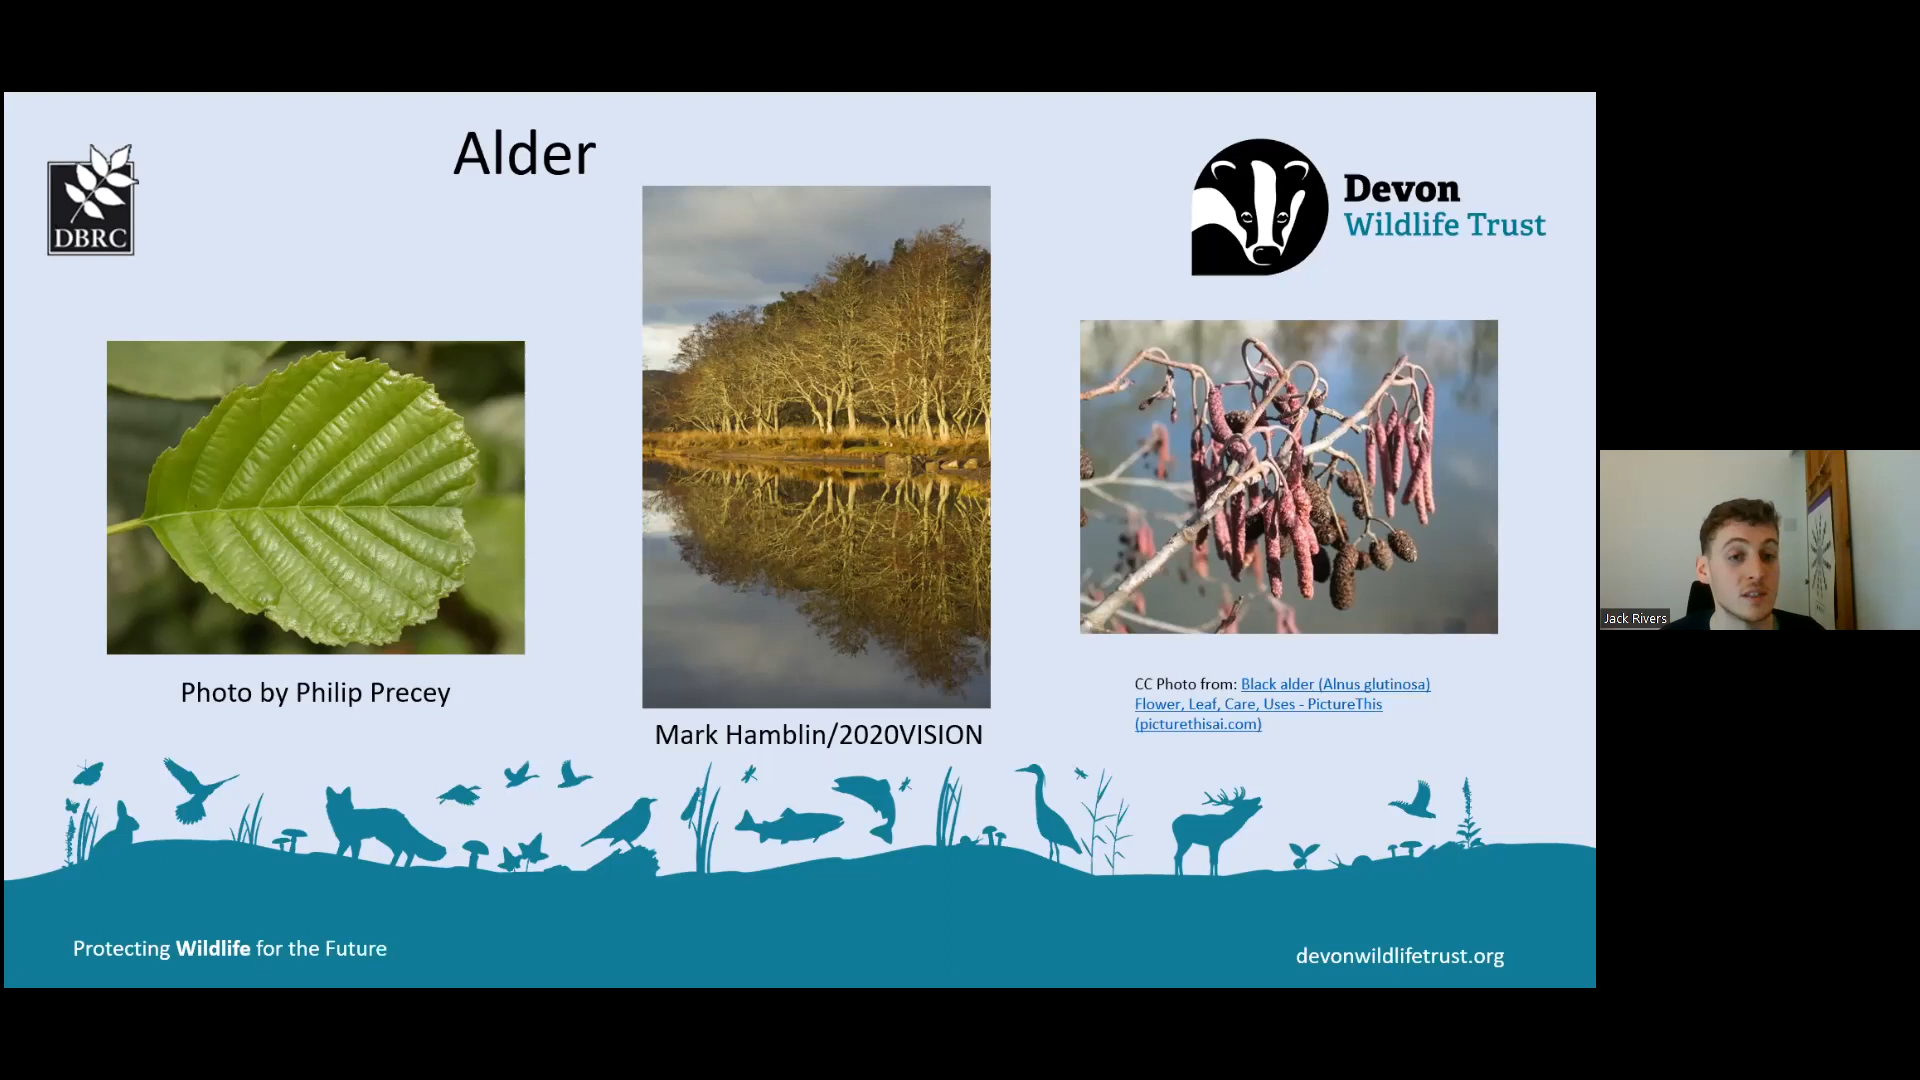 Alder
DBRC
Devon
Wildlife Trust
Photo by Philip Precey
Mark Hamblin/2020VISION
CC Photo from: Black alder (Alnus glutinosa)
Flower, Leaf, Care, Uses - PictureThis
(picturethisai.com)
Jack Rivers
Protecting Wildlife for the Future
devonwildlifetrust.org